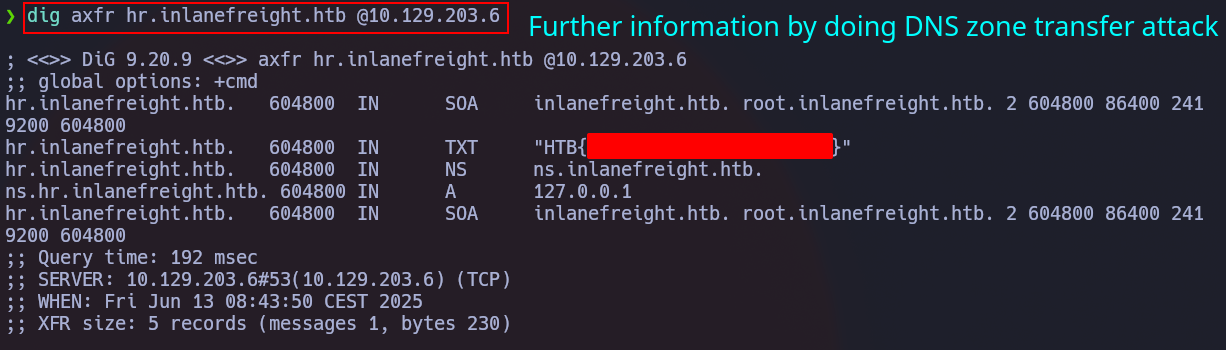 ❯ dig axfr hr.inlanefreight.htb @10.129.203.6
Further information by doing DNS zone transfer attack
; <<>> DiG 9.20.9 <<>> axfr hr.inlanefreight.htb @10.129.203.6
;; global options: +cmd
hr.inlanefreight.htb.   604800  IN      SOA     inlanefreight.htb. root.inlanefreight.htb. 2 604800 86400 241
9200 604800
hr.inlanefreight.htb.   604800  IN      TXT     "HTB{}"
hr.inlanefreight.htb.   604800  IN      NS      ns.inlanefreight.htb.
ns.hr.inlanefreight.htb. 604800 IN      A       127.0.0.1
hr.inlanefreight.htb.   604800  IN      SOA     inlanefreight.htb. root.inlanefreight.htb. 2 604800 86400 241
9200 604800
;; Query time: 192 msec
;; SERVER: 10.129.203.6#53(10.129.203.6) (TCP)
;; WHEN: Fri Jun 13 08:43:50 CEST 2025
;; XFR size: 5 records (messages 1, bytes 230)